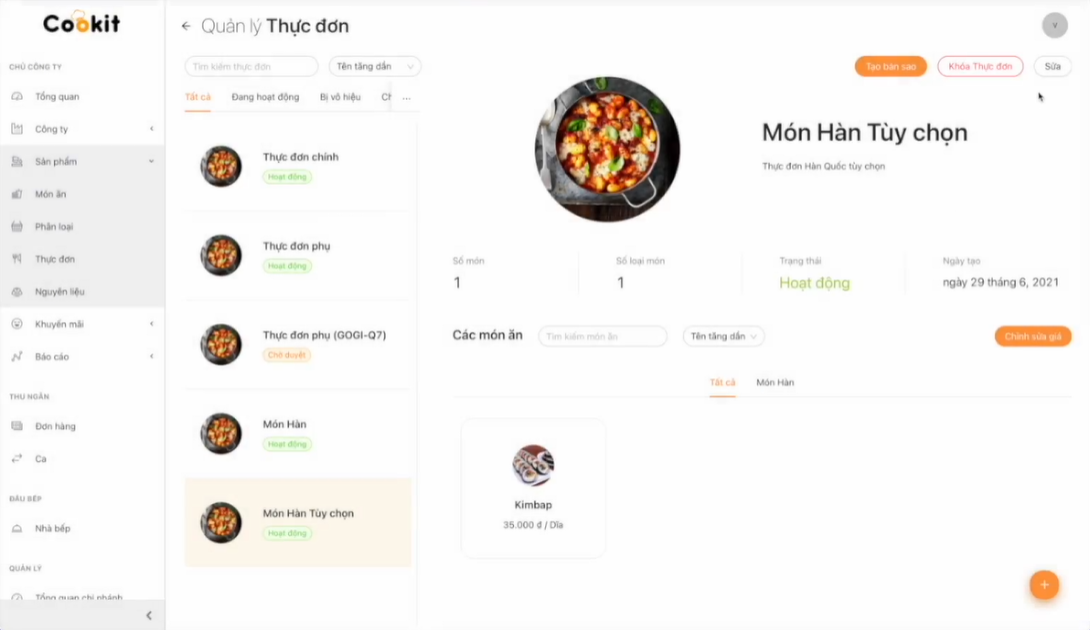 Cookit
CHỦ CÔNG TY
Tổng quan
Công ty
Sản phẩm
Món ăn
Phân loại
Thực đơn
Nguyên liệu
Khuyến mãi
Báo cáo
THU NGÂN
Đơn hàng
Ca
ĐẦU BẾP
Nhà bếp
QUẢN LÝ
Tổng quan chi nhánh
Quản lý Thực đơn
V
Tìm kiếm thực đơn
Tên tăng dần
Tất cả Đang hoạt động Bị vô hiệu Ch ...
Thực đơn chính
Hoạt động
Thực đơn phụ
Hoạt động
Thực đơn phụ (GOGI-Q7)
Chờ duyệt
Món Hàn
Hoạt động
Món Hàn Tùy chọn
Hoạt động
Tạo bản sao Khóa Thực đơn Sửa
Món Hàn Tùy chọn
Thực đơn Hàn Quốc tùy chọn
Số món Số loại món Trạng thái Ngày tạo
1 1 Hoạt động ngày 29 tháng 6, 2021
Các món ăn Tìm kiếm món ăn Tên tăng dần Chỉnh sửa giá
Tất cả Món Hàn
Kimbap
35.000 đ / Dĩa